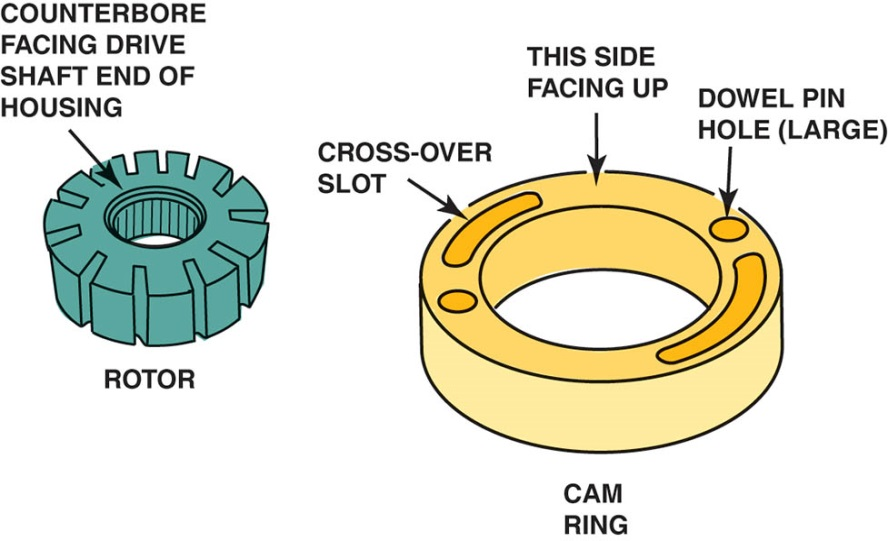 COUNTERBORE
FACING DRIVE
SHAFT END OF
HOUSING
THIS SIDE
FACING UP
DOWEL PIN
HOLE (LARGE)
CROSS-OVER
SLOT
ROTOR
CAM
RING